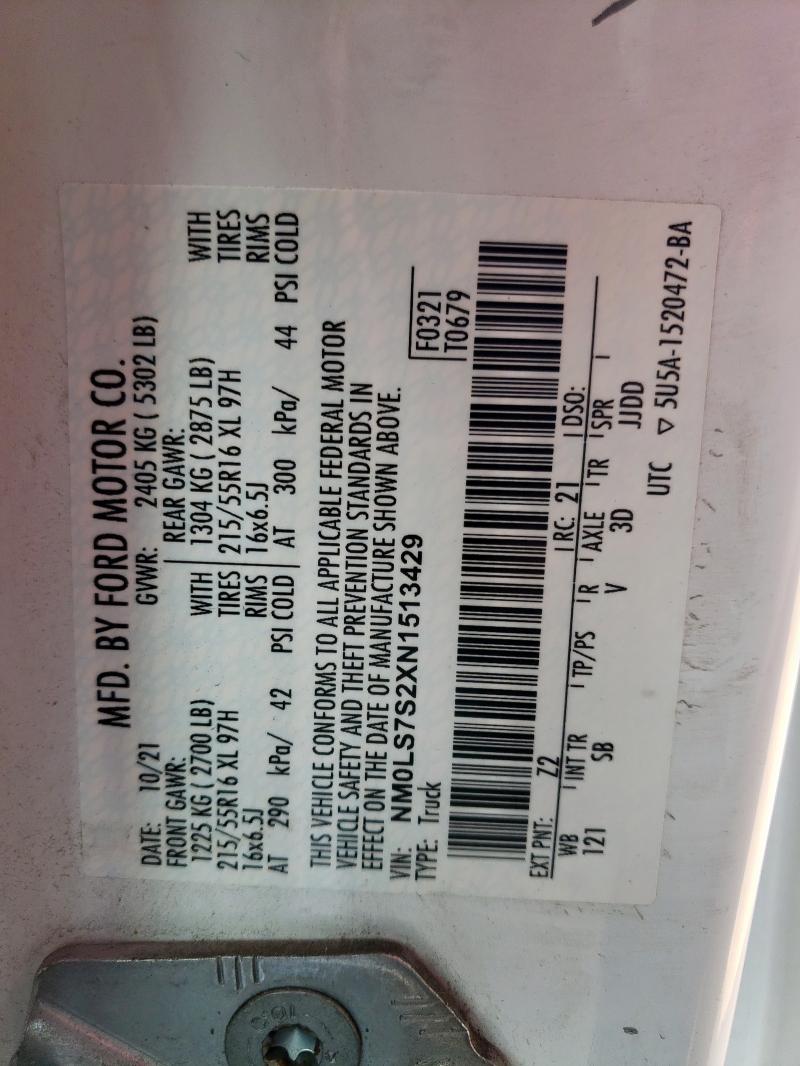 MFD. BY FORD MOTOR CO.
DATE: 10/21 GVWR: 2405 KG ( 5302 LB)
FRONT GAWR: REAR GAWR:
1225 KG ( 2700 LB) WITH 1304 KG ( 2875 LB) WITH
215/55R16 XL 97H TIRES 215/55R16 XL 97H TIRES
16x6.5J RIMS 16x6.5J RIMS
AT 290 kPa/ 42 PSI COLD AT 300 kPa/ 44 PSI COLD
THIS VEHICLE CONFORMS TO ALL APPLICABLE FEDERAL MOTOR
VEHICLE SAFETY AND THEFT PREVENTION STANDARDS IN
EFFECT ON THE DATE OF MANUFACTURE SHOWN ABOVE.
VIN: NM0LS7S2XN1513429
TYPE: Truck
F0321
T0679
EXT PNT: Z2 RC: 21 DSO:
WB INT TR TP/PS R AXLE TR SPR
121 SB V 3D JJDD
UTC ▽ 5U5A-1520472-BA